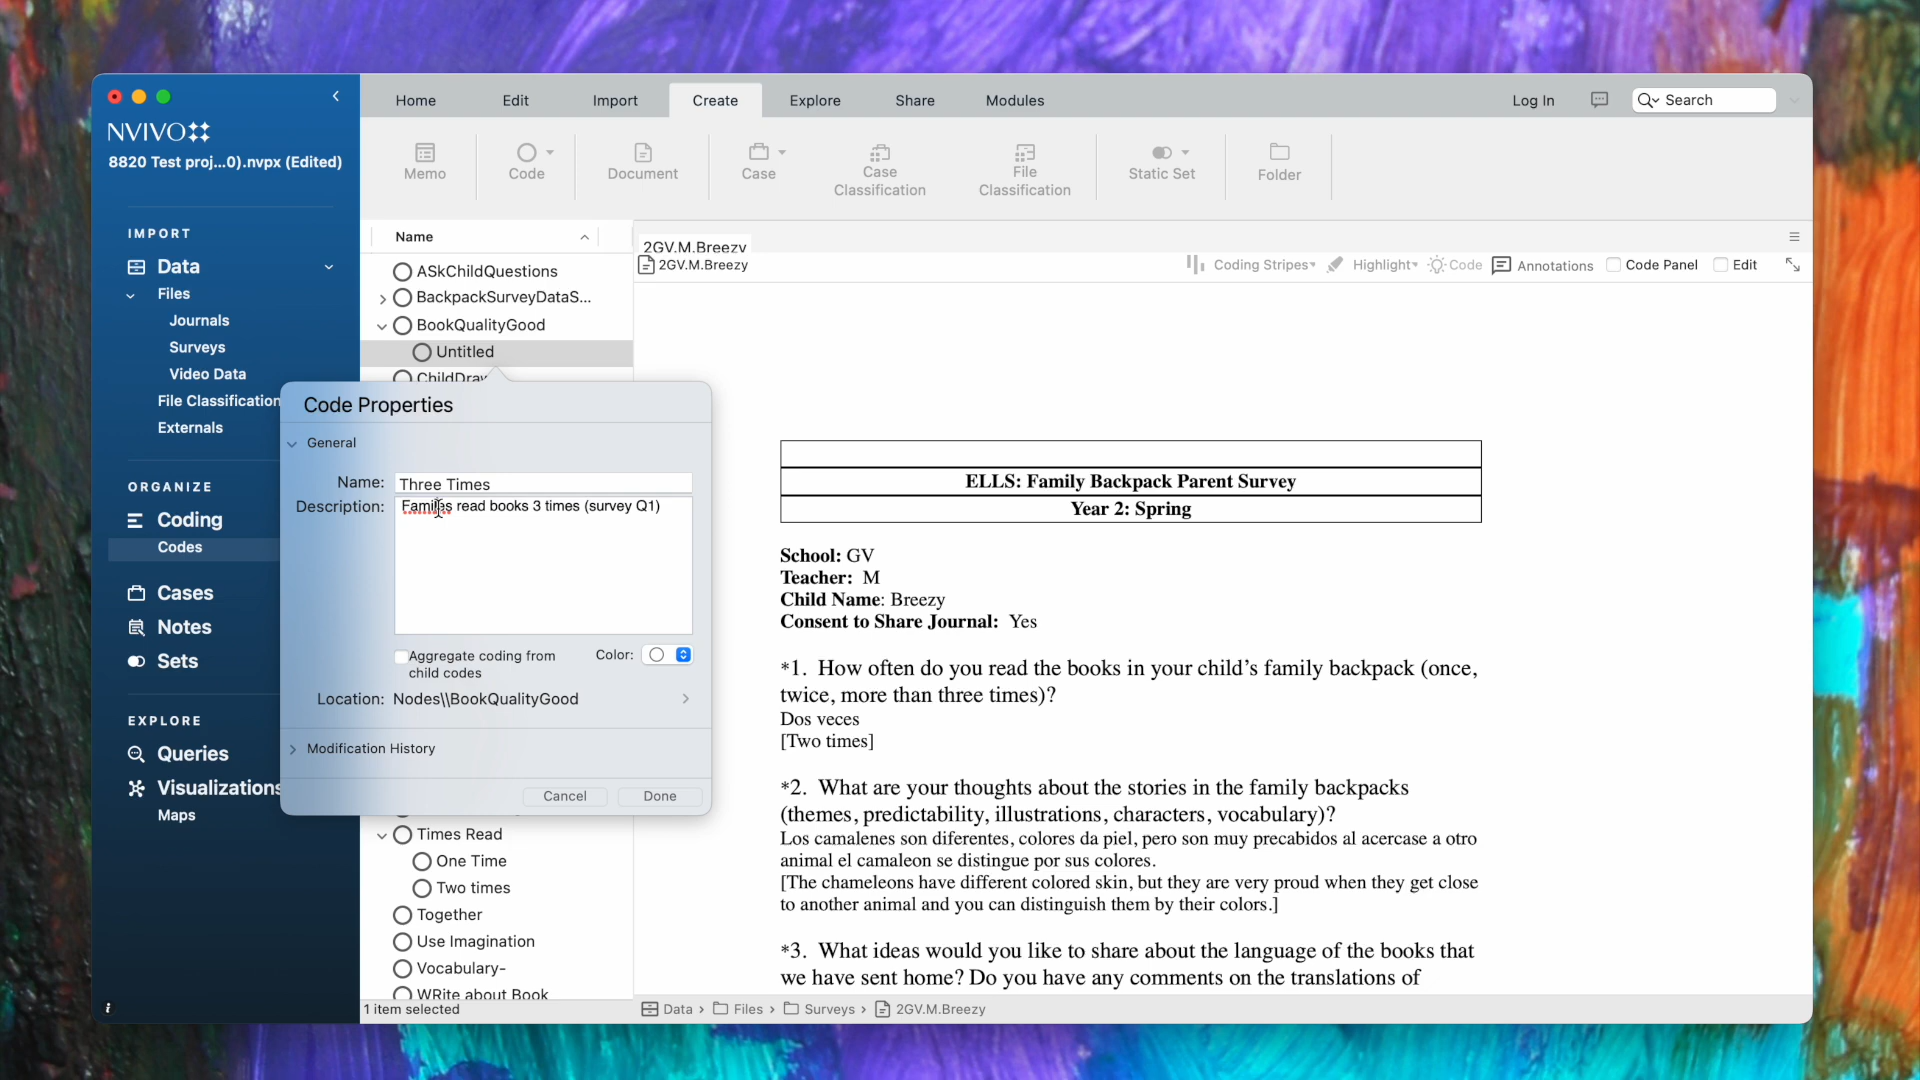 NVIVO
8820 Test proj...0).nvpx (Edited)
IMPORT
Data
Files
Journals
Surveys
Video Data
File Classification
Externals
ORGANIZE
Coding
Codes
Cases
Notes
Sets
EXPLORE
Queries
Visualizations
Maps
Home
Edit
Import
Create
Explore
Share
Modules
Log In
Search
Memo
Code
Document
Case
Case
Classification
File
Classification
Static Set
Folder
Name
ASkChildQuestions
BackpackSurveyDataS...
BookQualityGood
Untitled
ChildDraw
Code Properties
General
Name: Three Times
Description: Familes read books 3 times (survey Q1)
Aggregate coding from
child codes
Color:
Location: Nodes\\BookQualityGood
Modification History
Cancel
Done
Times Read
One Time
Two times
Together
Use Imagination
Vocabulary-
WRite about Book
1 item selected
2GV.M.Breezy
2GV.M.Breezy
Coding Stripes
Highlight
Code
Annotations
Code Panel
Edit
ELLS: Family Backpack Parent Survey
Year 2: Spring
School: GV
Teacher: M
Child Name: Breezy
Consent to Share Journal: Yes
*1. How often do you read the books in your child's family backpack (once,
twice, more than three times)?
Dos veces
[Two times]
*2. What are your thoughts about the stories in the family backpacks
(themes, predictability, illustrations, characters, vocabulary)?
Los camalenes son diferentes, colores da piel, pero son muy precabidos al acercase a otro
animal el camaleon se distingue por sus colores.
[The chameleons have different colored skin, but they are very proud when they get close
to another animal and you can distinguish them by their colors.]
*3. What ideas would you like to share about the language of the books that
we have sent home? Do you have any comments on the translations of
Data > Files > Surveys > 2GV.M.Breezy